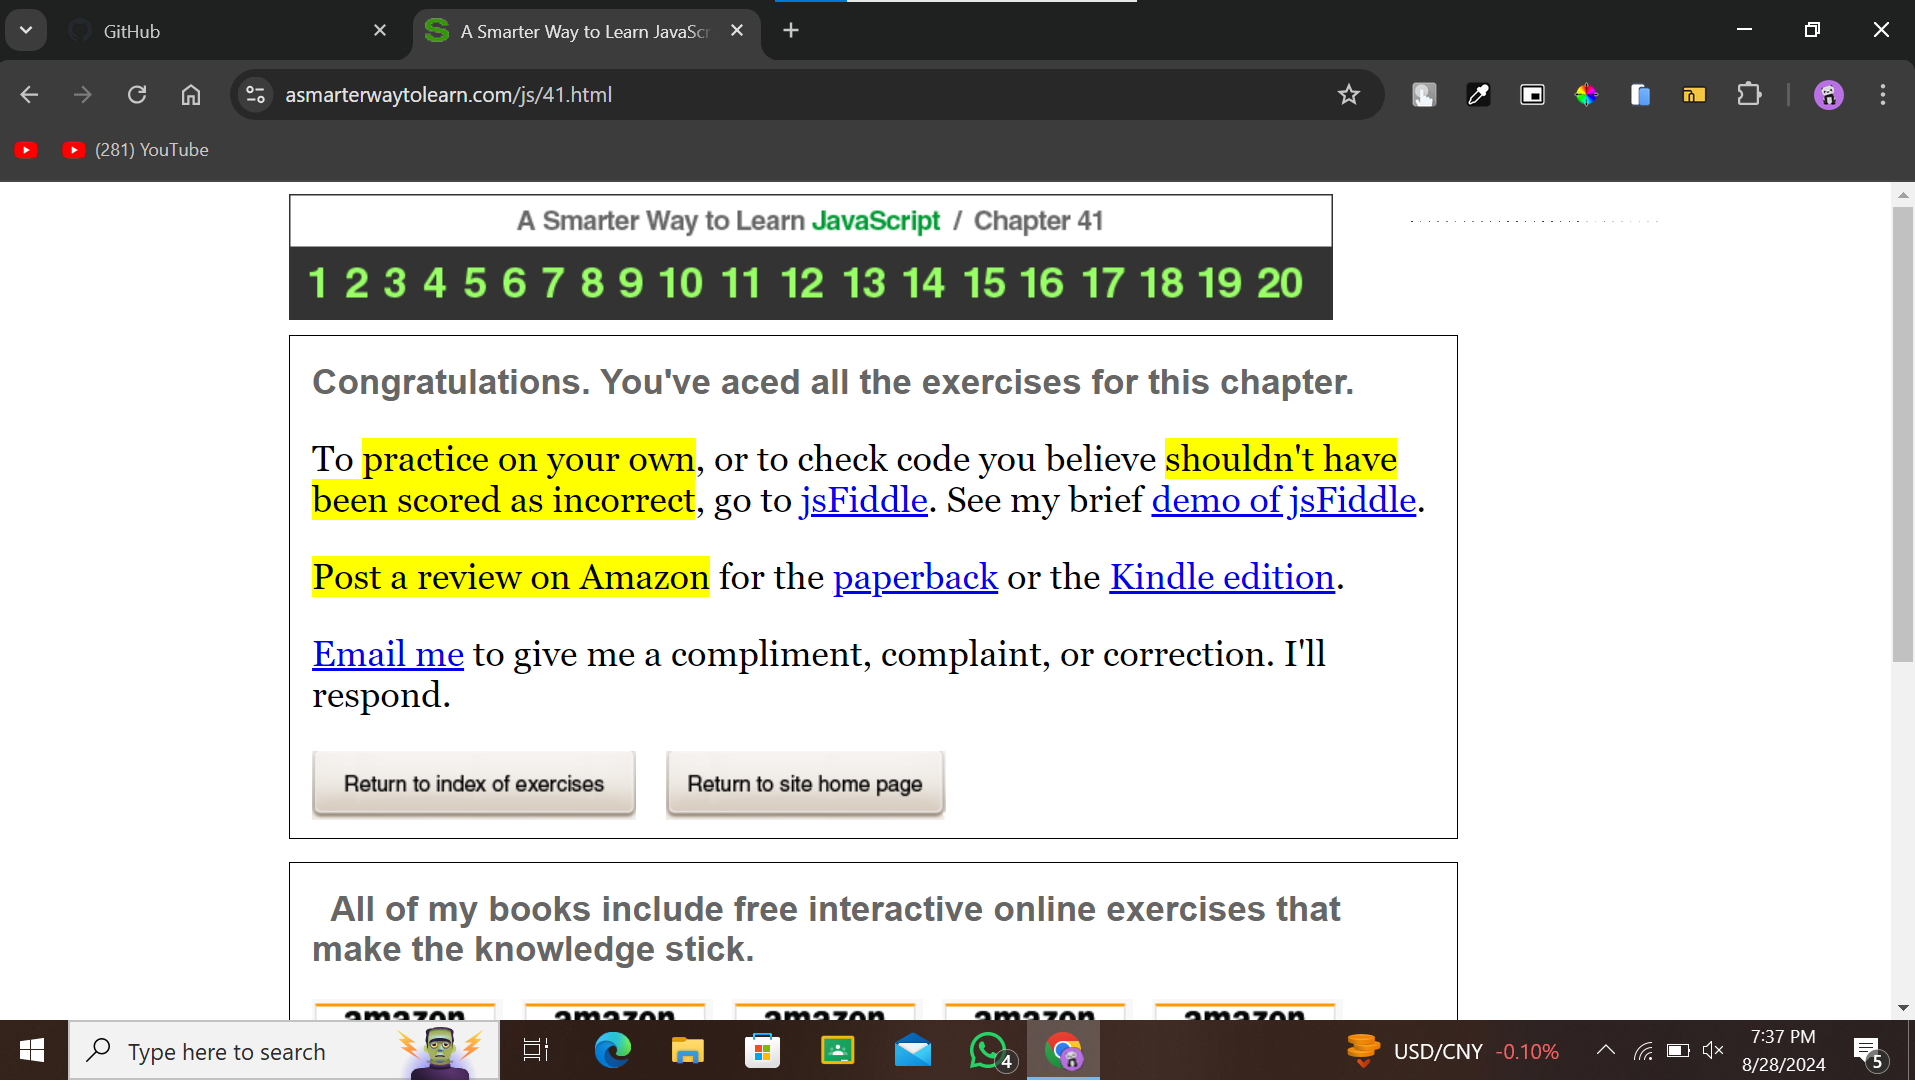 GitHub
A Smarter Way to Learn JavaScr
asmarterwaytolearn.com/js/41.html
(281) YouTube
A Smarter Way to Learn JavaScript / Chapter 41
1 2 3 4 5 6 7 8 9 10 11 12 13 14 15 16 17 18 19 20
Congratulations. You've aced all the exercises for this chapter.
To practice on your own, or to check code you believe shouldn't have
been scored as incorrect, go to jsFiddle. See my brief demo of jsFiddle.
Post a review on Amazon for the paperback or the Kindle edition.
Email me to give me a compliment, complaint, or correction. I'll
respond.
Return to index of exercises
Return to site home page
All of my books include free interactive online exercises that
make the knowledge stick.
amazon amazon amazon amazon amazon
Type here to search
4
USD/CNY -0.10%
7:37 PM
8/28/2024
5